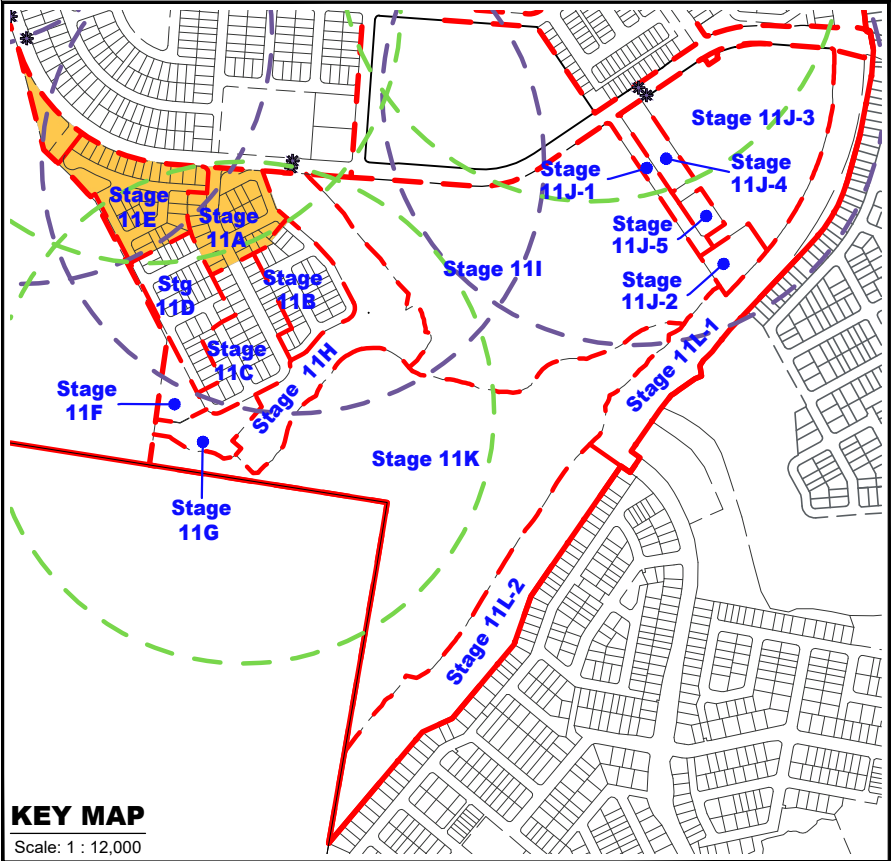 Stage 11J-3
Stage
11J-1
Stage
11J-4
Stage
11E
Stage
11A
Stage
11J-5
Stage 11I
Stage
11J-2
Stg
11D
Stage
11B
Stage
11C
Stage 11H
Stage 11L-1
Stage
11F
Stage 11K
Stage
11G
Stage 11L-2
KEY MAP
Scale: 1 : 12,000